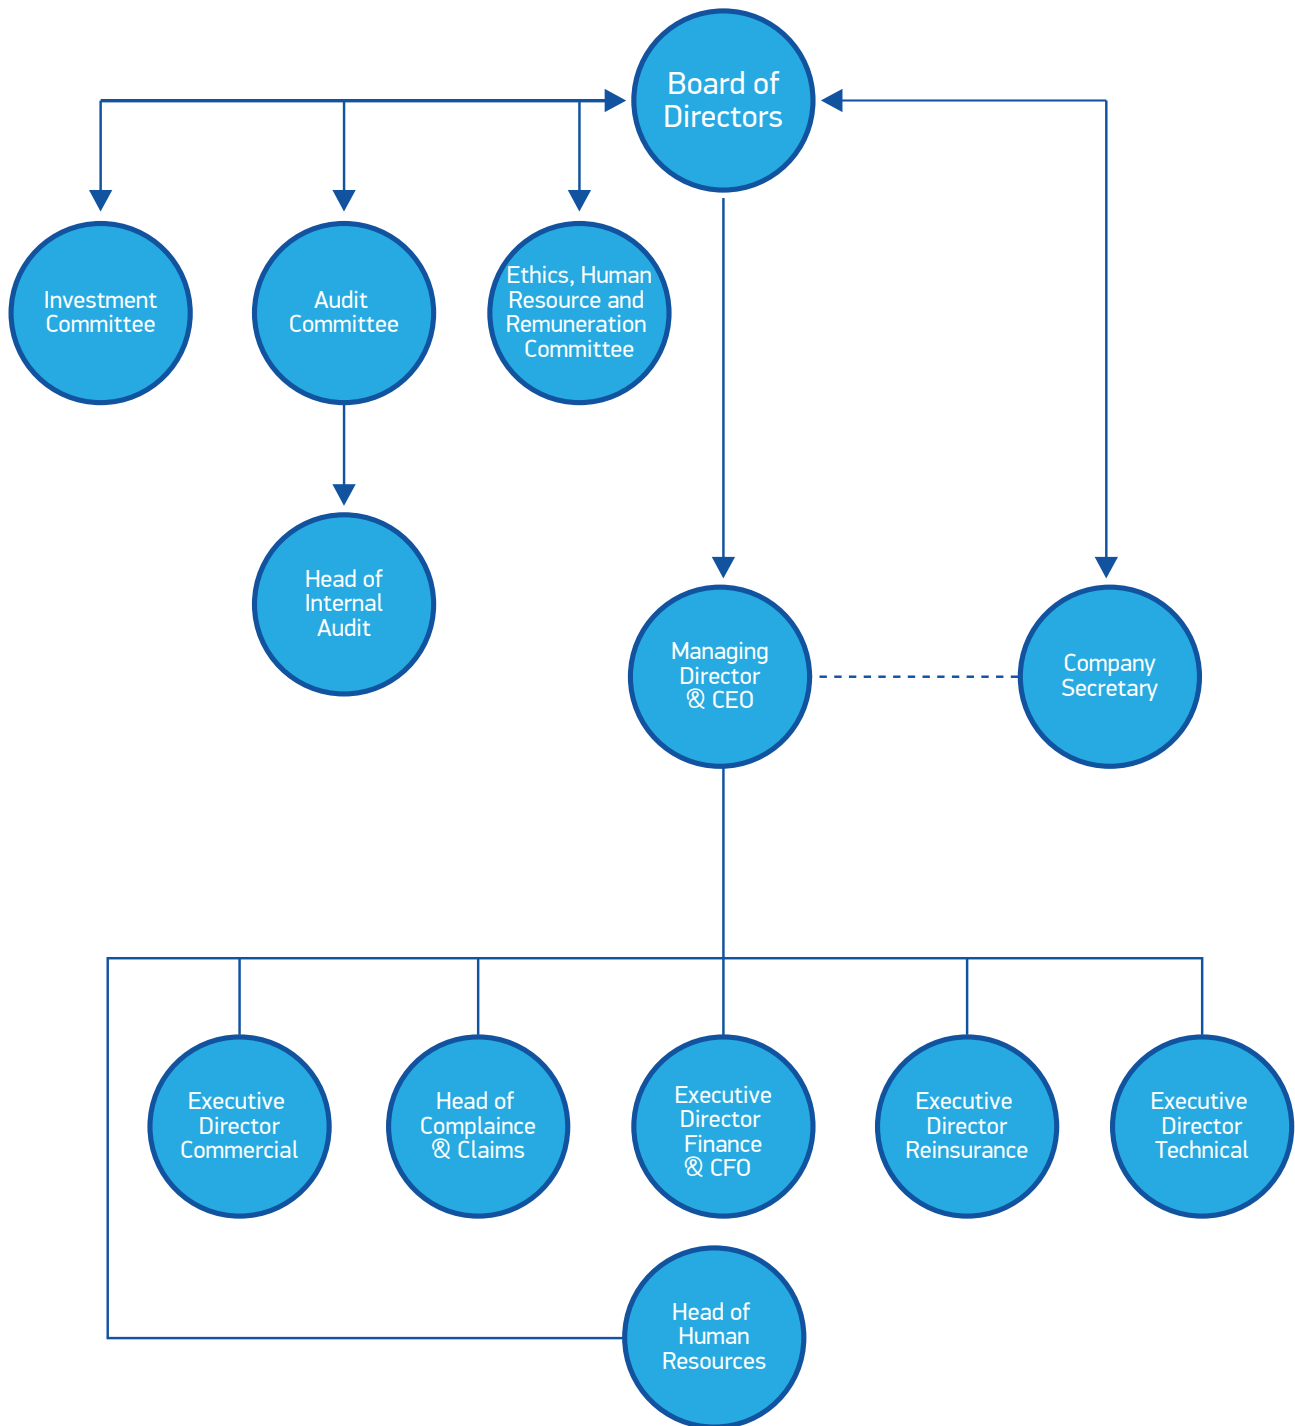 Board of
Directors
Investment
Committee
Audit
Committee
Ethics, Human
Resource and
Remuneration
Committee
Head of
Internal
Audit
Managing
Director
& CEO
Company
Secretary
Executive
Director
Commercial
Head of
Complaince
& Claims
Executive
Director
Finance
& CFO
Executive
Director
Reinsurance
Executive
Director
Technical
Head of
Human
Resources